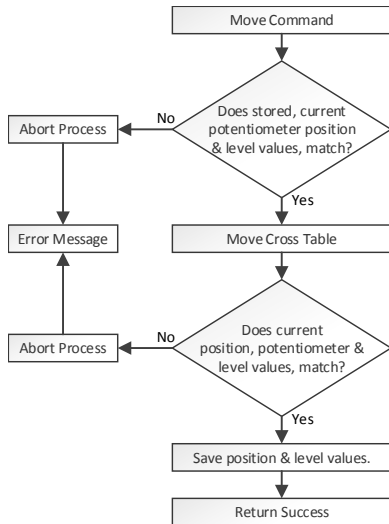 Move Command
Does stored, current
potentiometer position
& level values, match?
No
Abort Process
Yes
Error Message
Move Cross Table
Does current
position, potentiometer &
level values, match?
No
Abort Process
Yes
Save position & level values.
Return Success